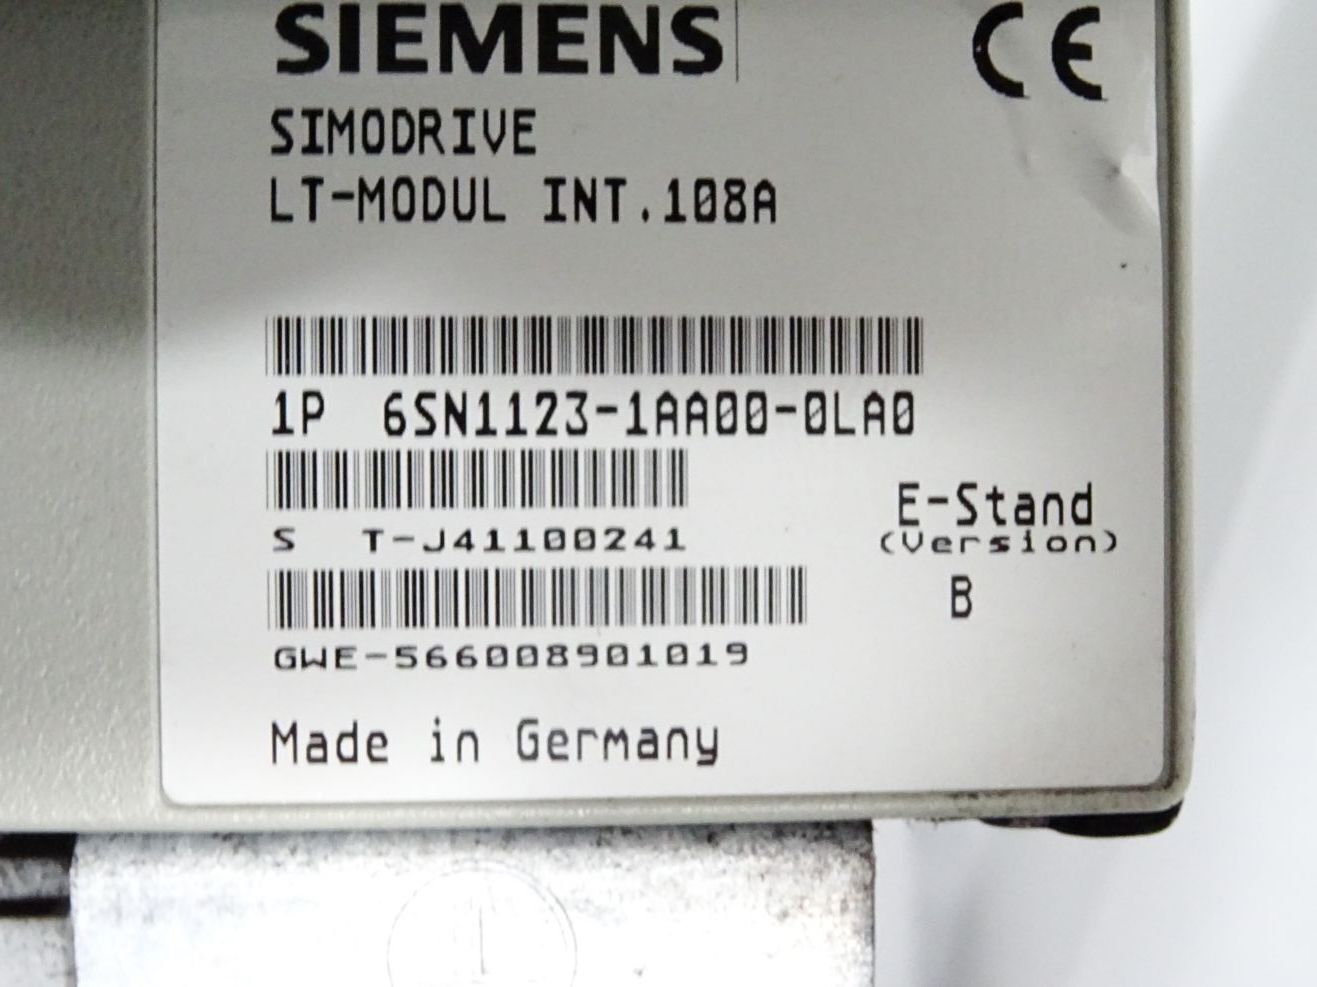 SIEMENS
CE
SIMODRIVE
LT-MODUL INT.108A
1P 6SN1123-1AA00-0LA0
S T-J41100241
E-Stand
(Version)
B
GWE-566008901019
Made in Germany